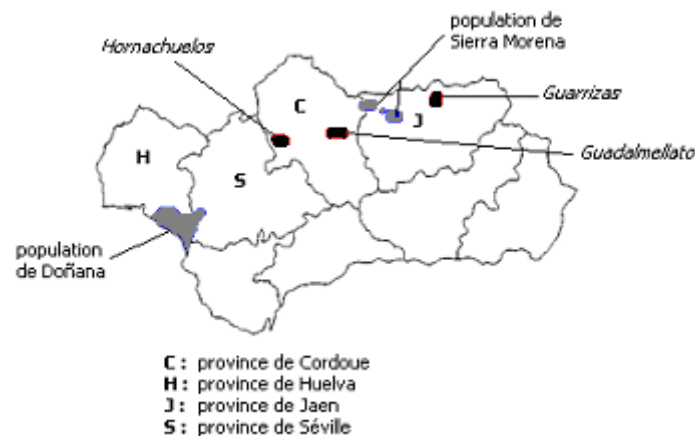 population de
Sierra Morena
Hornachuelos
C
Guarrizas
J
Guadalmellato
H
S
population
de Doñana
C : province de Cordoue
H : province de Huelva
J : province de Jaen
S : province de Séville